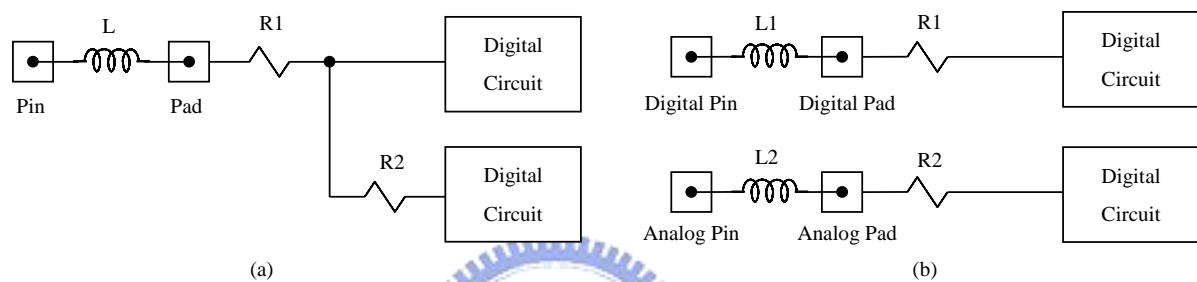 L
R1
Digital
Circuit
Pin
Pad
R2
Digital
Circuit
(a)
L1
R1
Digital
Circuit
Digital Pin
Digital Pad
L2
R2
Digital
Circuit
Analog Pin
Analog Pad
(b)